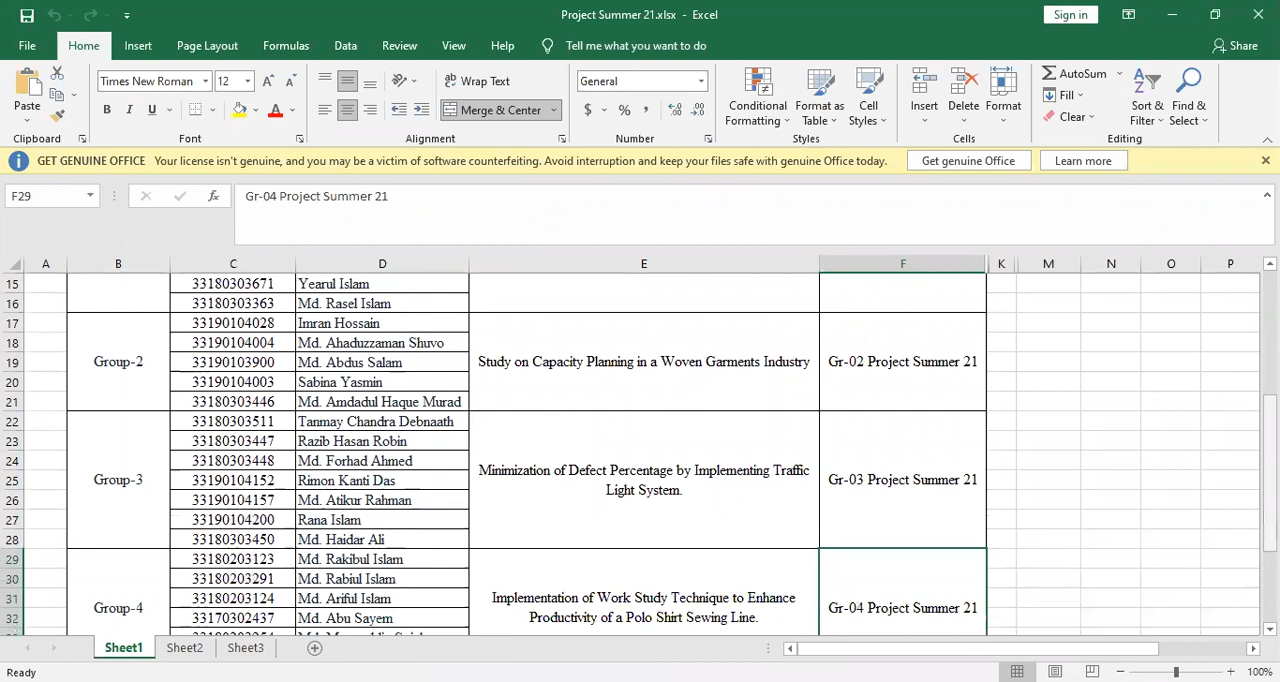 Project Summer 21.xlsx - Excel
Sign in
File Home Insert Page Layout Formulas Data Review View Help Tell me what you want to do Share
Paste
Clipboard
Times New Roman 12 A A
B I U A
Font
Wrap Text
Merge & Center
Alignment
General
$ % ,
Number
Conditional Formatting
Format as Table
Cell Styles
Styles
Insert Delete Format
Cells
AutoSum
Fill
Clear
Sort & Filter
Find & Select
Editing
GET GENUINE OFFICE Your license isn't genuine, and you may be a victim of software counterfeiting. Avoid interruption and keep your files safe with genuine Office today. Get genuine Office Learn more
F29 fx Gr-04 Project Summer 21
A B C D E F K M N O P
15 33180303671 Yearul Islam
16 33180303363 Md. Rasel Islam
17 33190104028 Imran Hossain
18 33190104004 Md. Ahaduzzaman Shuvo
19 Group-2 33190103900 Md. Abdus Salam Study on Capacity Planning in a Woven Garments Industry Gr-02 Project Summer 21
20 33190104003 Sabina Yasmin
21 33180303446 Md. Amdadul Haque Murad
22 33180303511 Tanmay Chandra Debnaath
23 33180303447 Razib Hasan Robin
24 33180303448 Md. Forhad Ahmed
Minimization of Defect Percentage by Implementing Traffic
25 Group-3 33190104152 Rimon Kanti Das Gr-03 Project Summer 21
Light System.
26 33190104157 Md. Atikur Rahman
27 33190104200 Rana Islam
28 33180303450 Md. Haidar Ali
29 33180203123 Md. Rakibul Islam
30 33180203291 Md. Rabiul Islam
31 33180203124 Md. Ariful Islam Implementation of Work Study Technique to Enhance
Group-4 Gr-04 Project Summer 21
32 33170302437 Md. Abu Sayem Productivity of a Polo Shirt Sewing Line.
Sheet1 Sheet2 Sheet3
Ready 100%